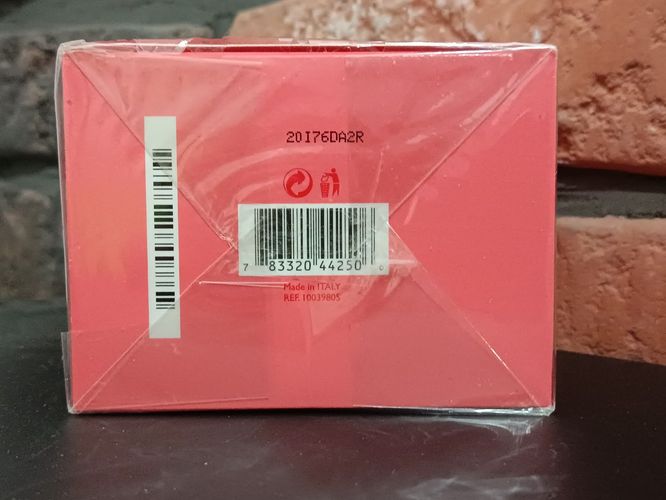 20I76DA2R
7 83320 44250 0
Made in ITALY
REF. 10039805